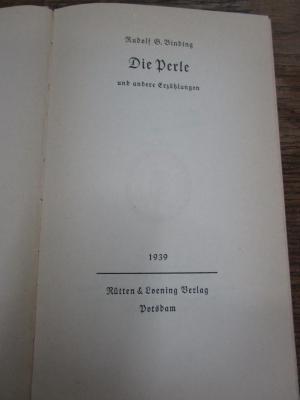 Rudolf G. Binding
Die Perle
und andere Erzählungen
1939
Rütten & Loening Verlag
Potsdam